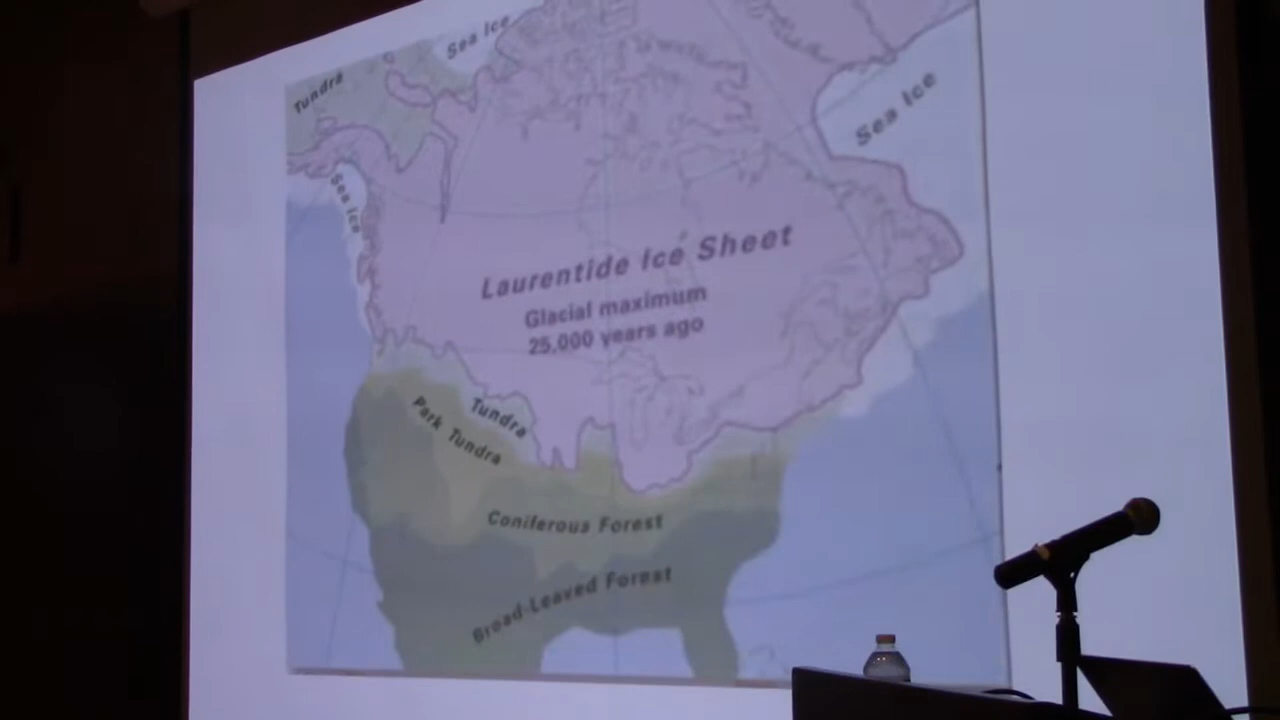 Sea Ice
Tundra
Sea Ice
Sea Ice
Laurentide Ice Sheet
Glacial maximum
25,000 years ago
Tundra
Park Tundra
Coniferous Forest
Broad-Leaved Forest